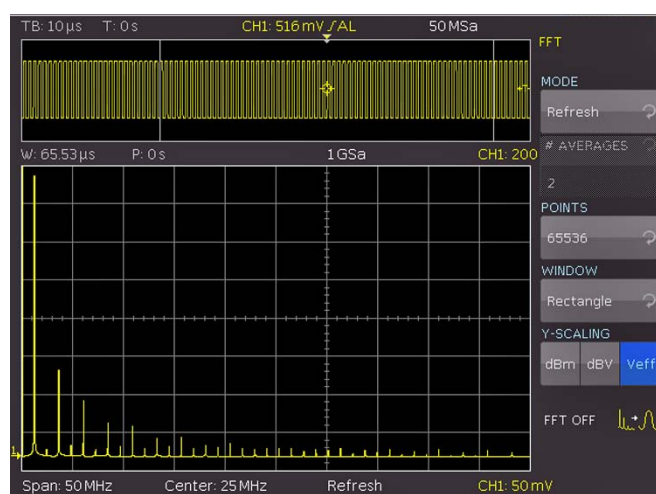 TB: 10 µs T: 0 s CH1: 516 mV AL 50 MSa
FFT
MODE
Refresh
# AVERAGES
2
W: 65.53 µs P: 0 s 1 GSa CH1: 200
POINTS
65536
WINDOW
Rectangle
Y-SCALING
dBm dBV Veff
FFT OFF
1
Span: 50 MHz Center: 25 MHz Refresh CH1: 50 mV